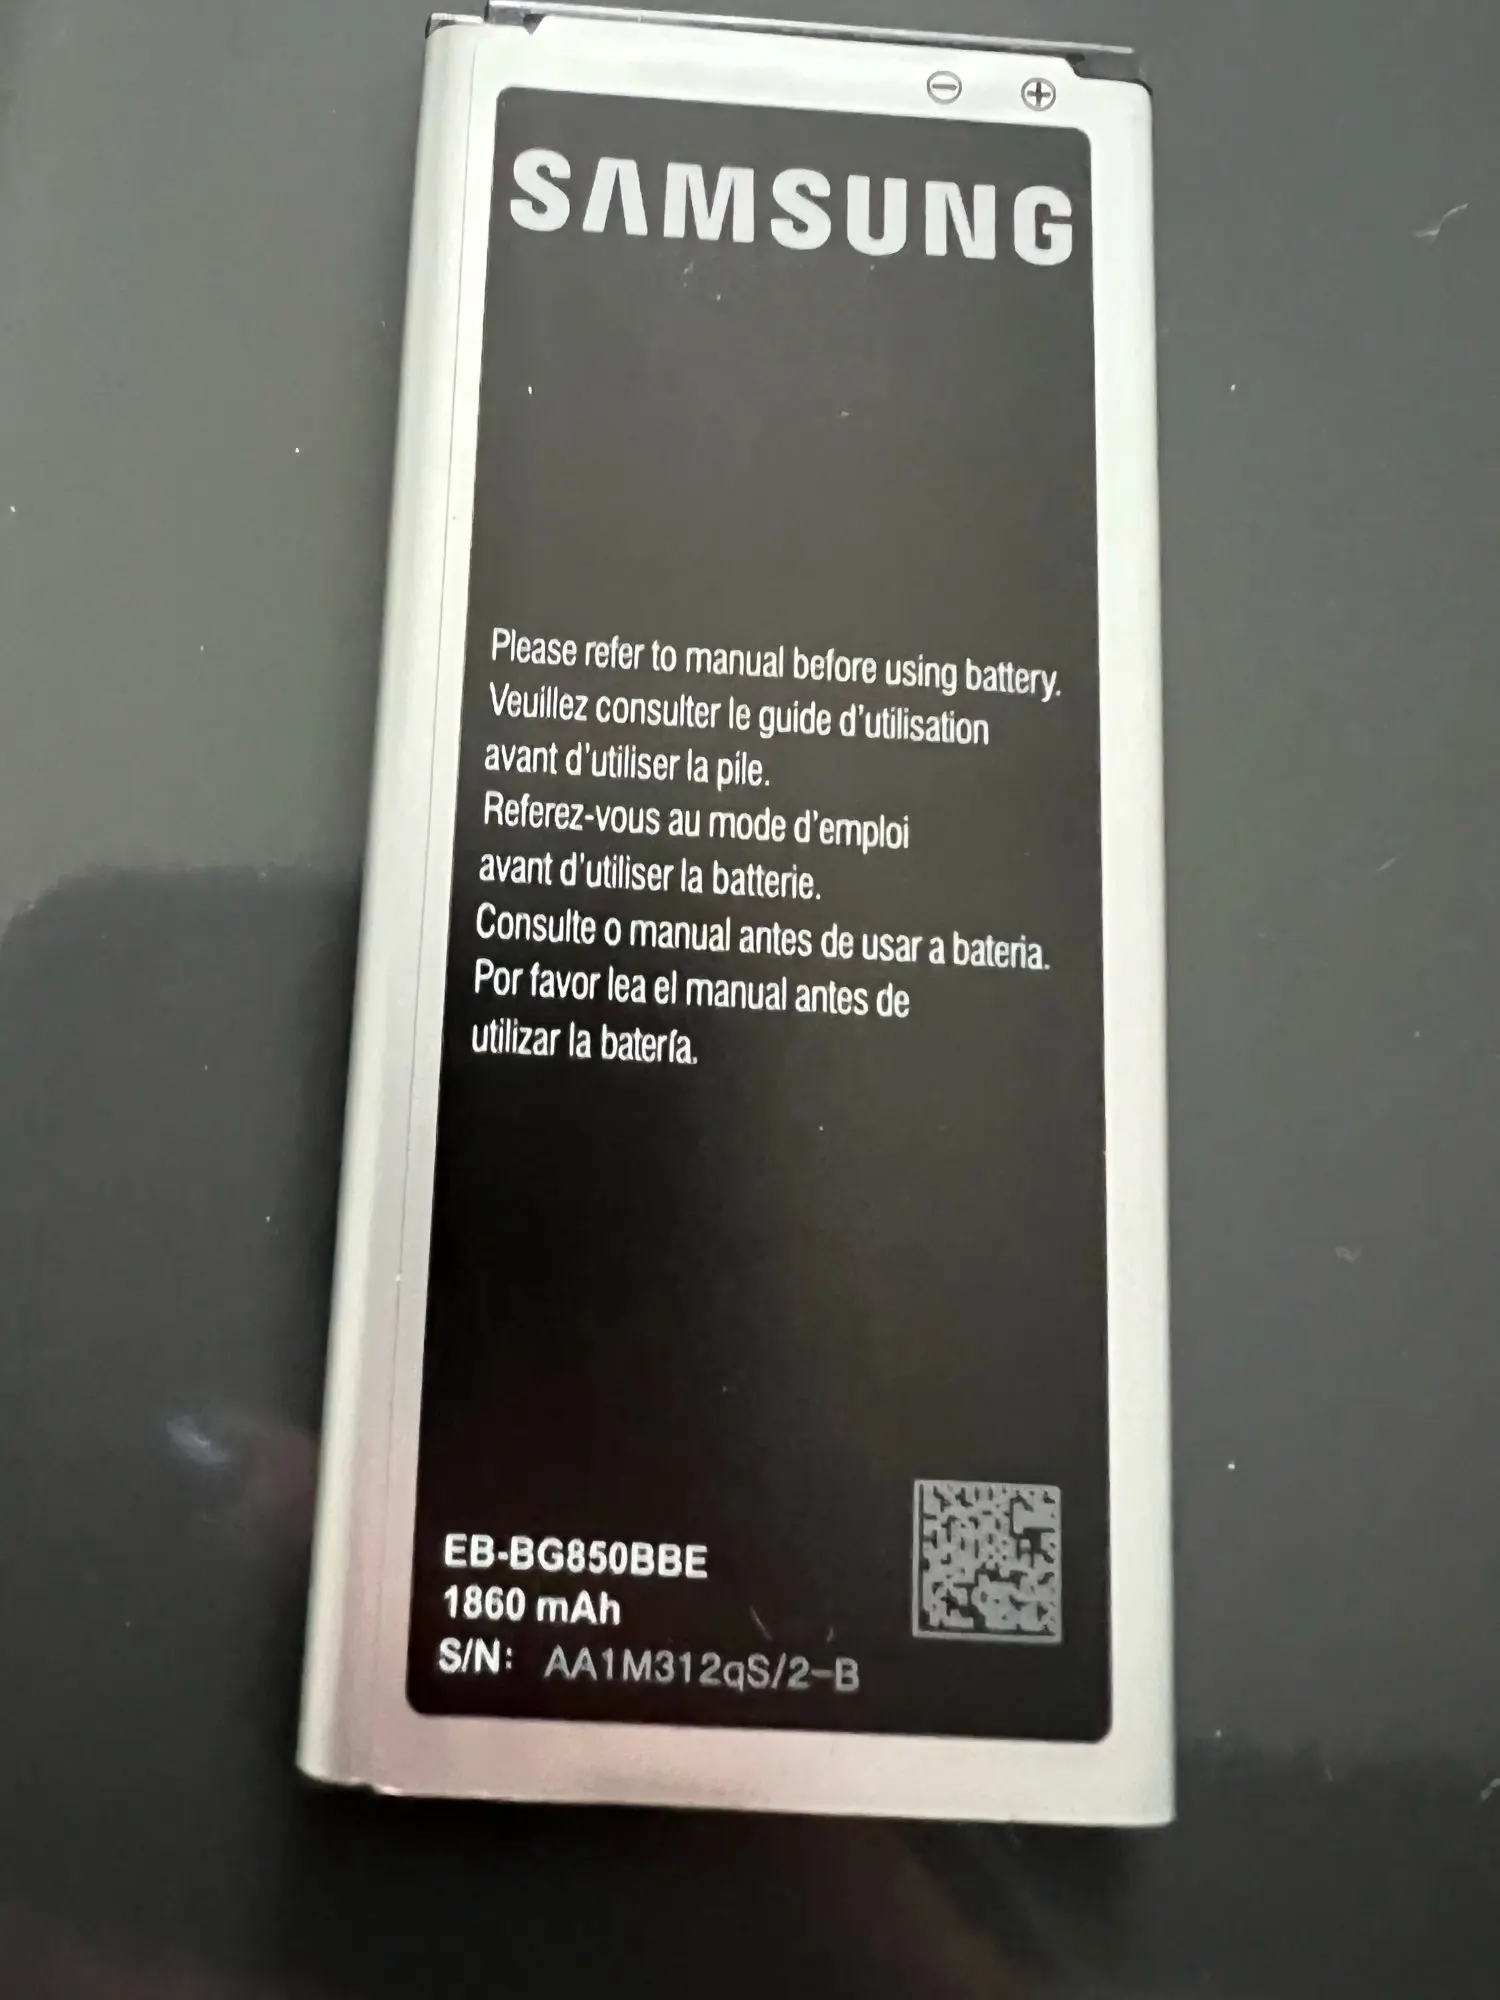 SAMSUNG
Please refer to manual before using battery.
Veuillez consulter le guide d'utilisation
avant d'utiliser la pile.
Referez-vous au mode d'emploi
avant d'utiliser la batterie.
Consulte o manual antes de usar a bateria.
Por favor lea el manual antes de
utilizar la batería.
EB-BG850BBE
1860 mAh
S/N: AA1M312qS/2-B